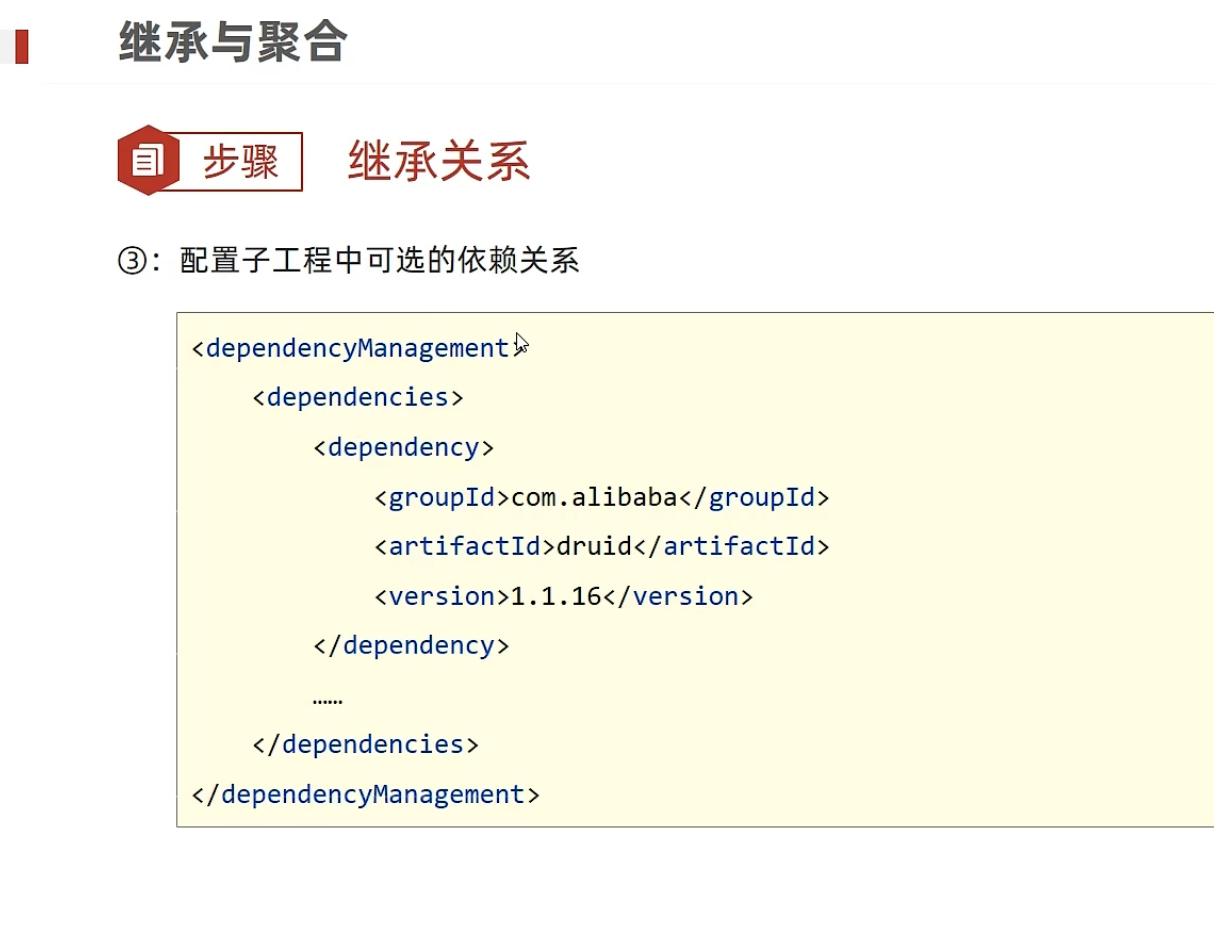 继承与聚合
步骤
继承关系
③：配置子工程中可选的依赖关系
<dependencyManagement>
    <dependencies>
        <dependency>
            <groupId>com.alibaba</groupId>
            <artifactId>druid</artifactId>
            <version>1.1.16</version>
        </dependency>
        ……
    </dependencies>
</dependencyManagement>